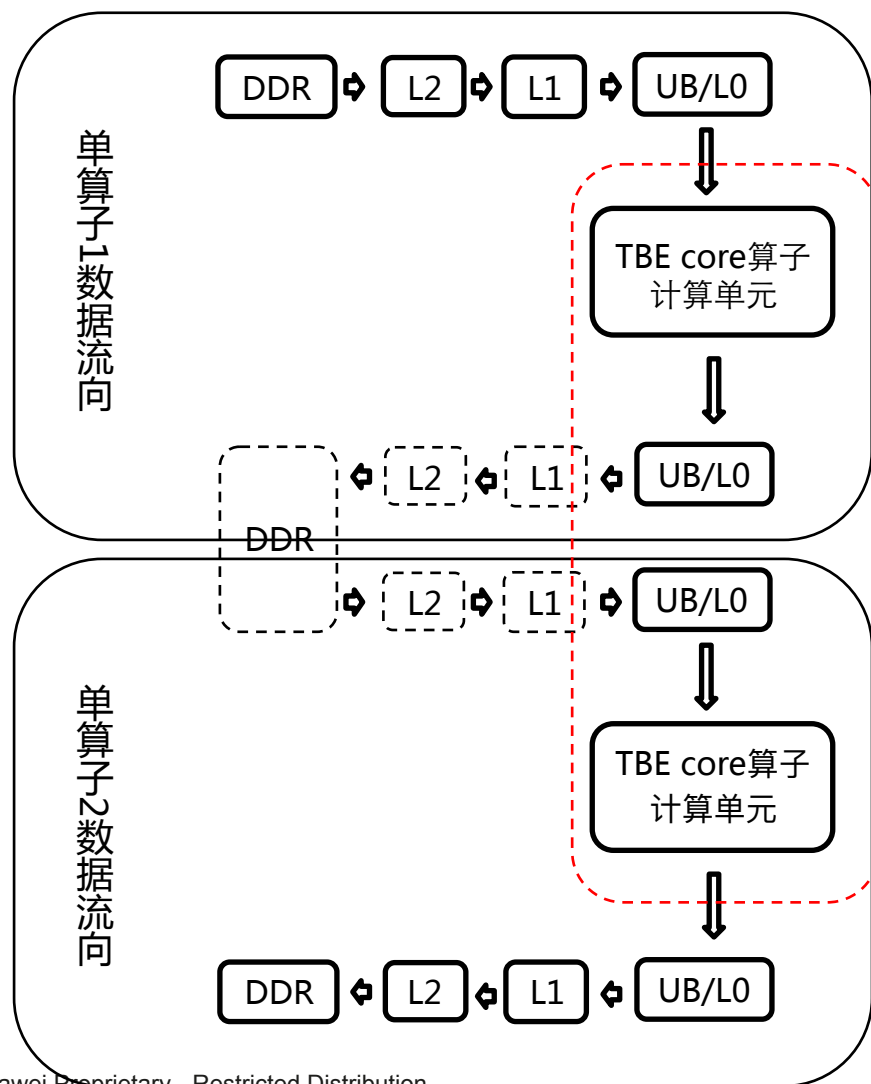 DDR L2 L1 UB/L0
单算子1数据流向
TBE core算子
计算单元
DDR L2 L1 UB/L0
L2 L1 UB/L0
单算子2数据流向
TBE core算子
计算单元
DDR L2 L1 UB/L0
Proprietary - Restricted Distribution